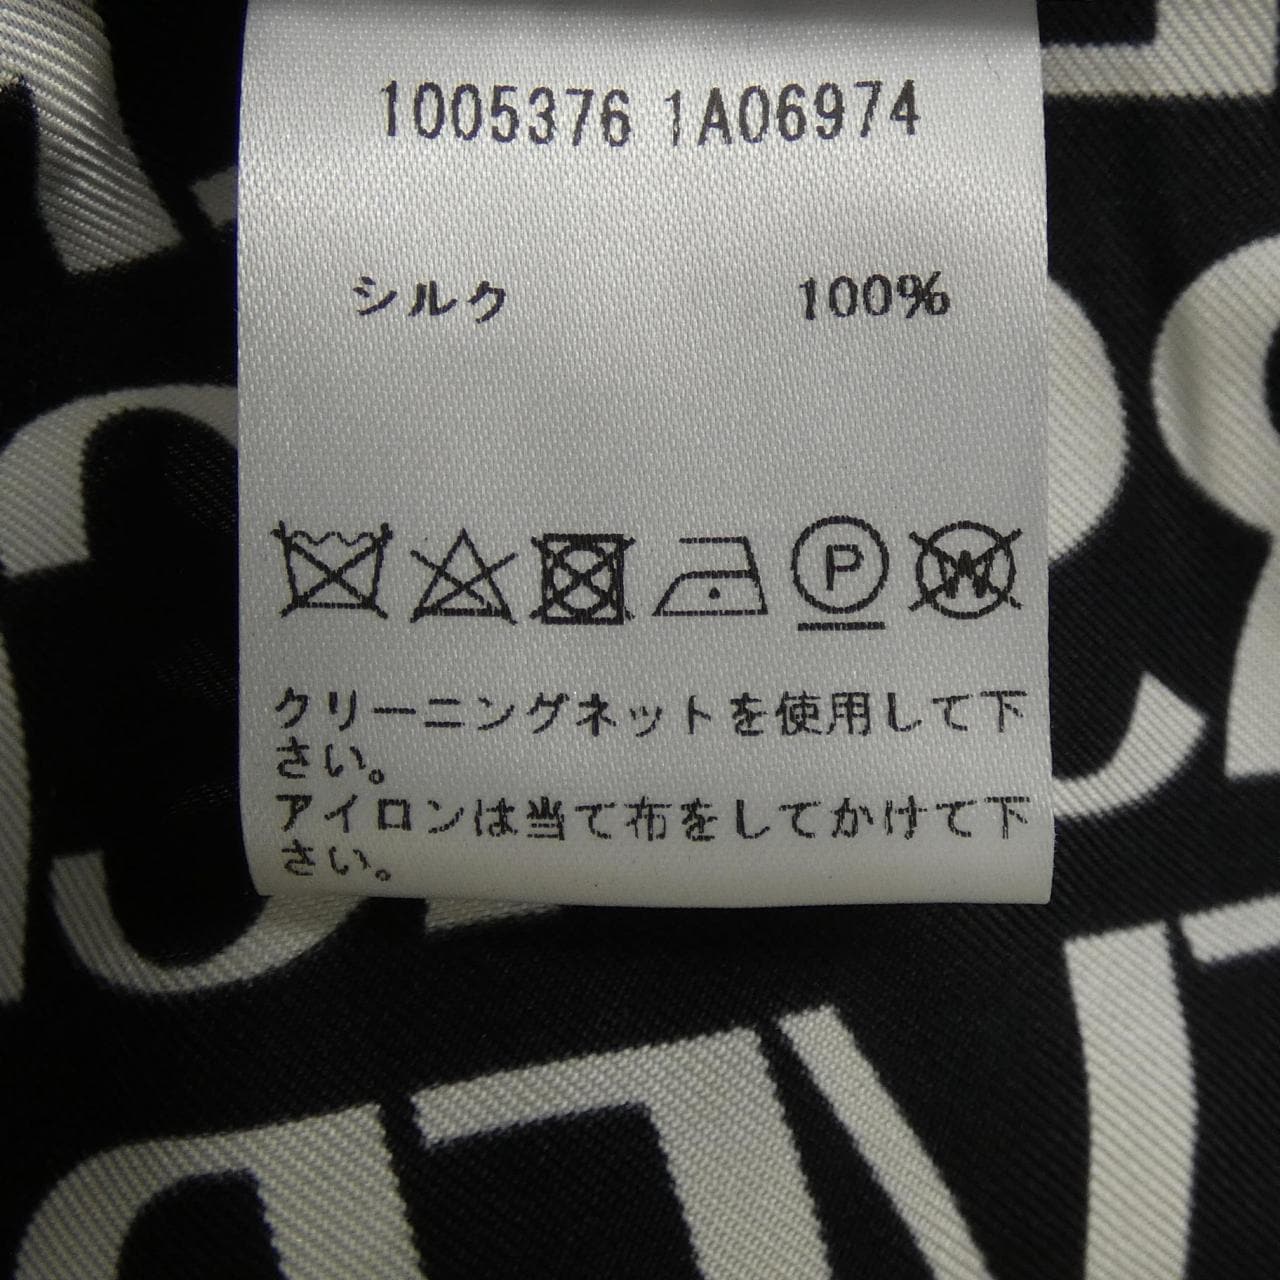 1005376 1A06974
シルク 100%
P W
クリーニングネットを使用して下
さい。
アイロンは当て布をしてかけて下
さい。